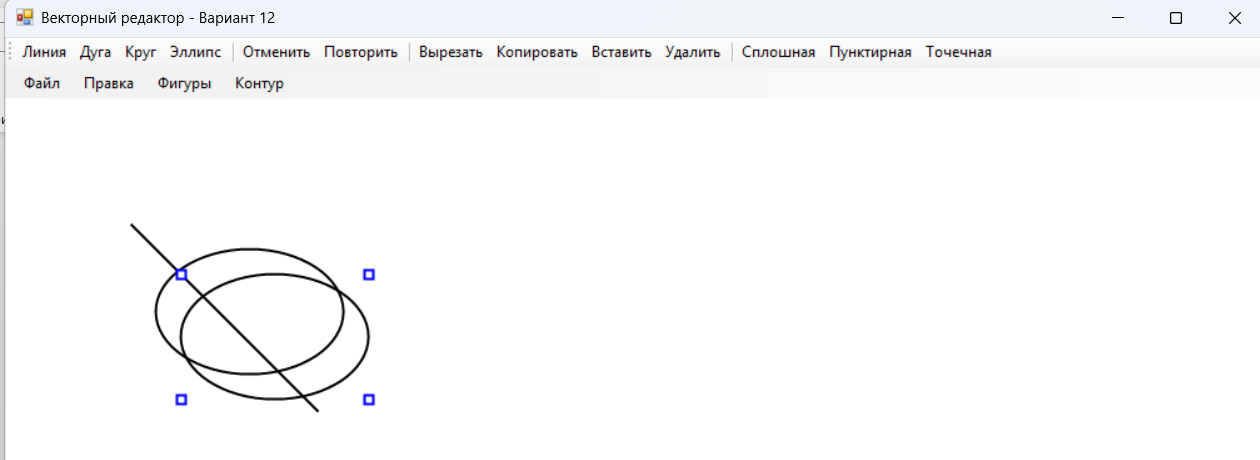 Векторный редактор - Вариант 12
Линия Дуга Круг Эллипс Отменить Повторить Вырезать Копировать Вставить Удалить Сплошная Пунктирная Точечная
Файл Правка Фигуры Контур